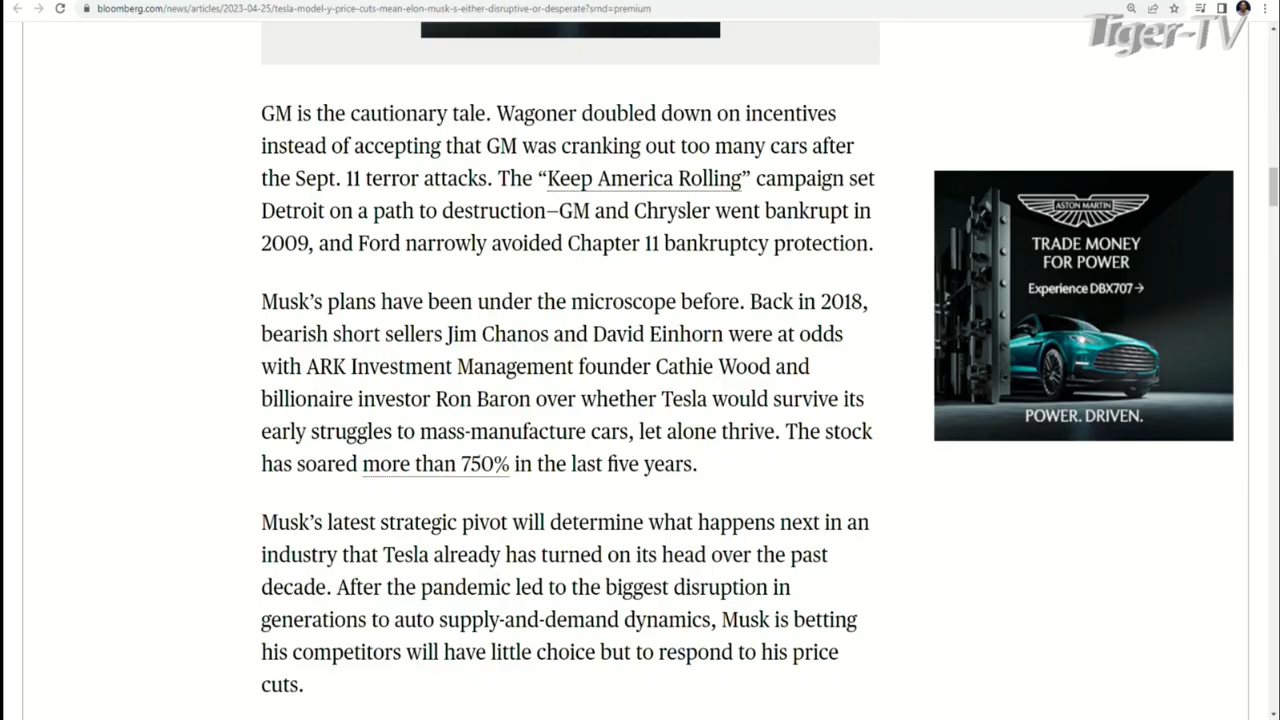 bloomberg.com/news/articles/2023-04-25/tesla-model-y-price-cuts-mean-elon-musk-s-either-disruptive-or-desperate?srnd=premium
Tiger-TV
GM is the cautionary tale. Wagoner doubled down on incentives
instead of accepting that GM was cranking out too many cars after
the Sept. 11 terror attacks. The “Keep America Rolling” campaign set
Detroit on a path to destruction—GM and Chrysler went bankrupt in
2009, and Ford narrowly avoided Chapter 11 bankruptcy protection.
Musk’s plans have been under the microscope before. Back in 2018,
bearish short sellers Jim Chanos and David Einhorn were at odds
with ARK Investment Management founder Cathie Wood and
billionaire investor Ron Baron over whether Tesla would survive its
early struggles to mass-manufacture cars, let alone thrive. The stock
has soared more than 750% in the last five years.
Musk’s latest strategic pivot will determine what happens next in an
industry that Tesla already has turned on its head over the past
decade. After the pandemic led to the biggest disruption in
generations to auto supply-and-demand dynamics, Musk is betting
his competitors will have little choice but to respond to his price
cuts.
ASTON MARTIN
TRADE MONEY
FOR POWER
Experience DBX707→
POWER. DRIVEN.